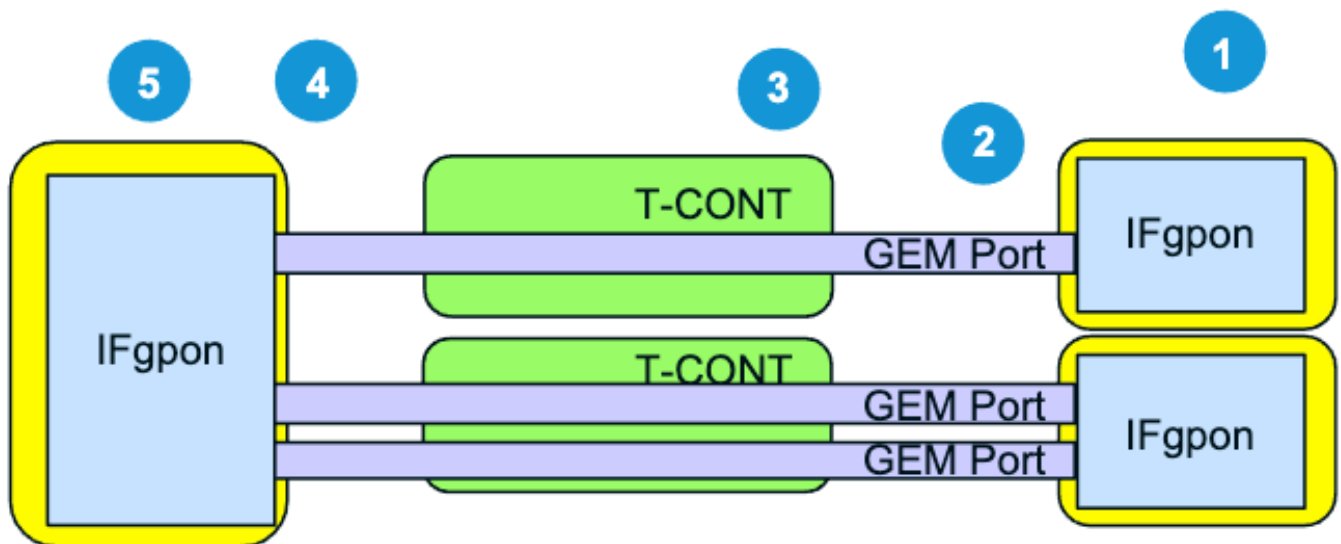 5
4
3
1
2
T-CONT
GEM Port
IFgpon
IFgpon
T-CONT
GEM Port
IFgpon
GEM Port